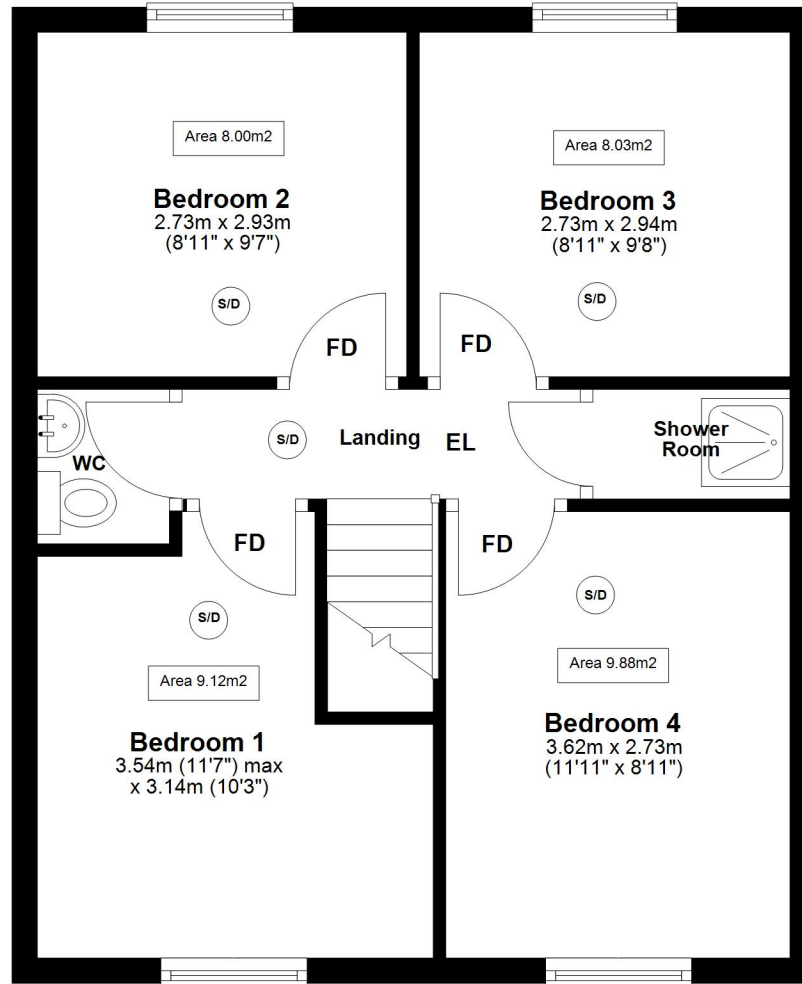 Area 8.00m2
Bedroom 2
2.73m x 2.93m
(8'11" x 9'7")
S/D
FD
Area 8.03m2
Bedroom 3
2.73m x 2.94m
(8'11" x 9'8")
S/D
FD
WC
S/D
Landing
EL
Shower
Room
FD
S/D
Area 9.12m2
Bedroom 1
3.54m (11'7") max
x 3.14m (10'3")
FD
S/D
Area 9.88m2
Bedroom 4
3.62m x 2.73m
(11'11" x 8'11")